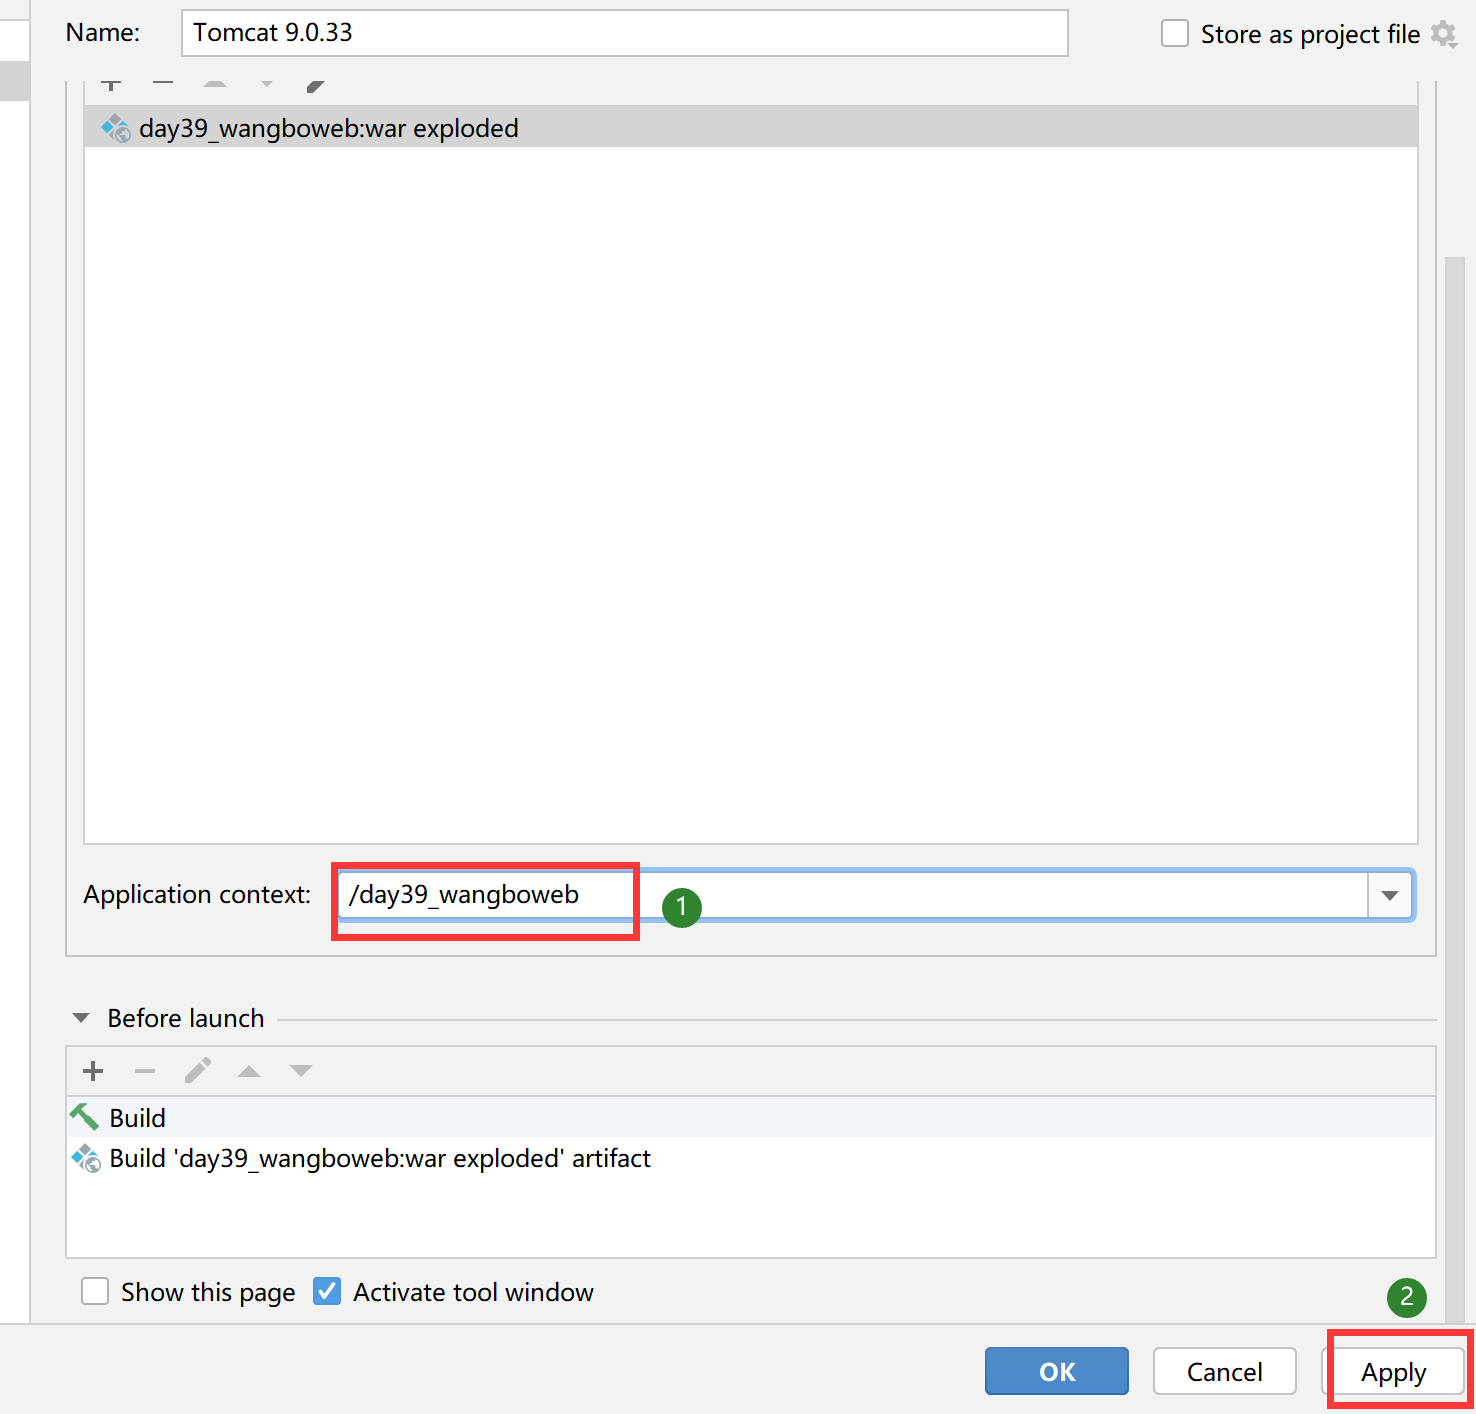 Name: Tomcat 9.0.33 Store as project file
day39_wangboweb:war exploded
Application context: /day39_wangboweb 1
Before launch
Build
Build 'day39_wangboweb:war exploded' artifact
Show this page Activate tool window 2
OK Cancel Apply